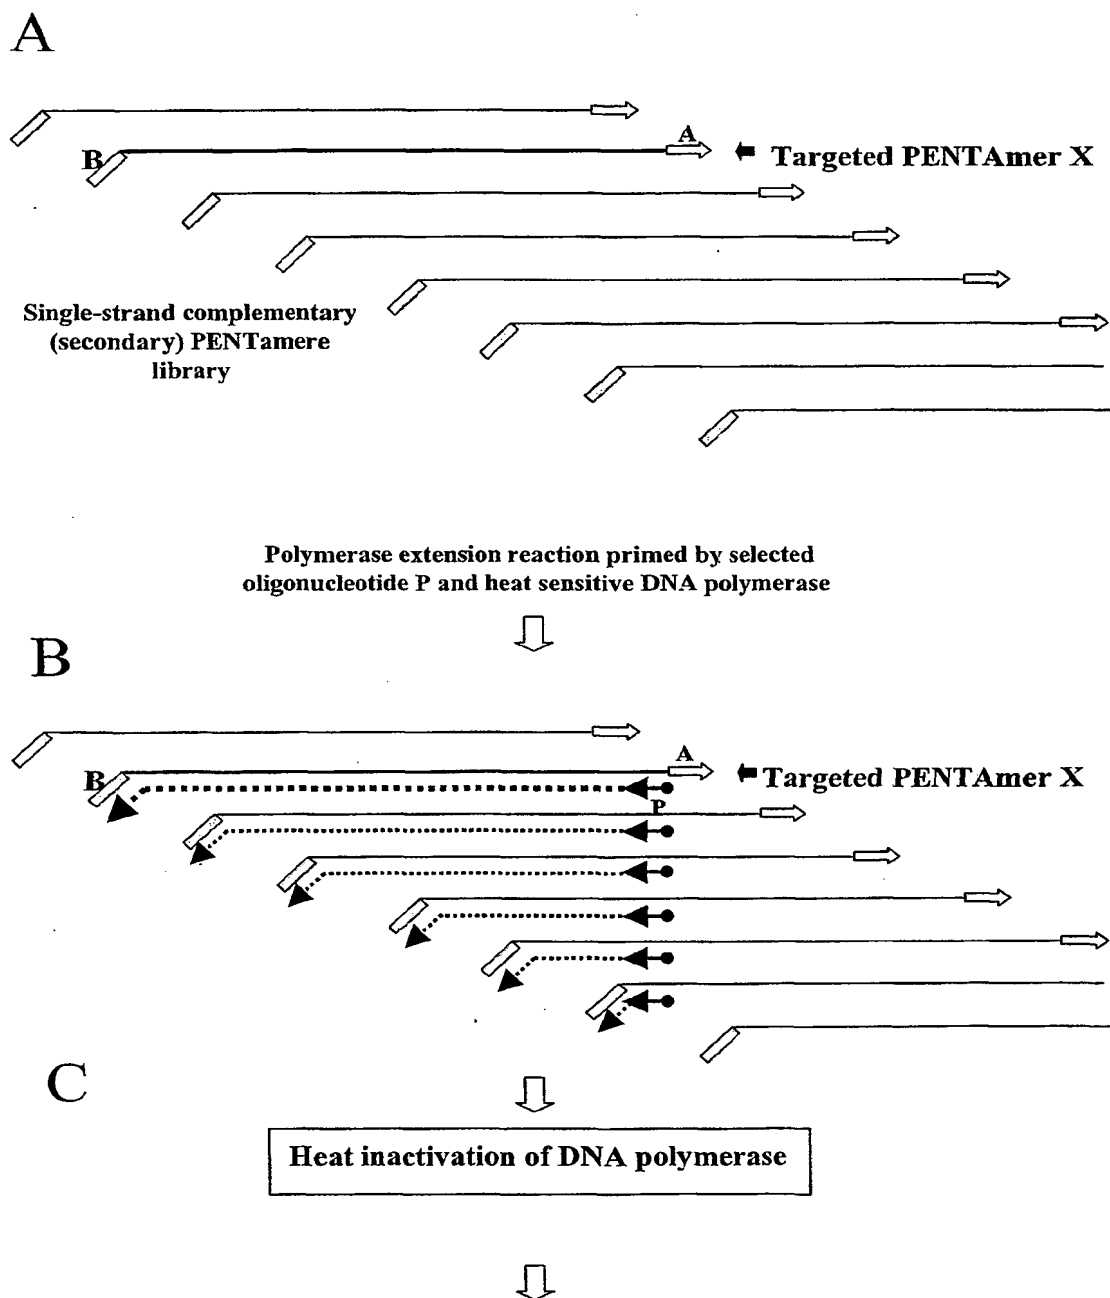 A
A
B
Targeted PENTAmer X
Single-strand complementary
(secondary) PENTamere
library
Polymerase extension reaction primed by selected
oligonucleotide P and heat sensitive DNA polymerase
B
A
B
Targeted PENTAmer X
P
C
Heat inactivation of DNA polymerase